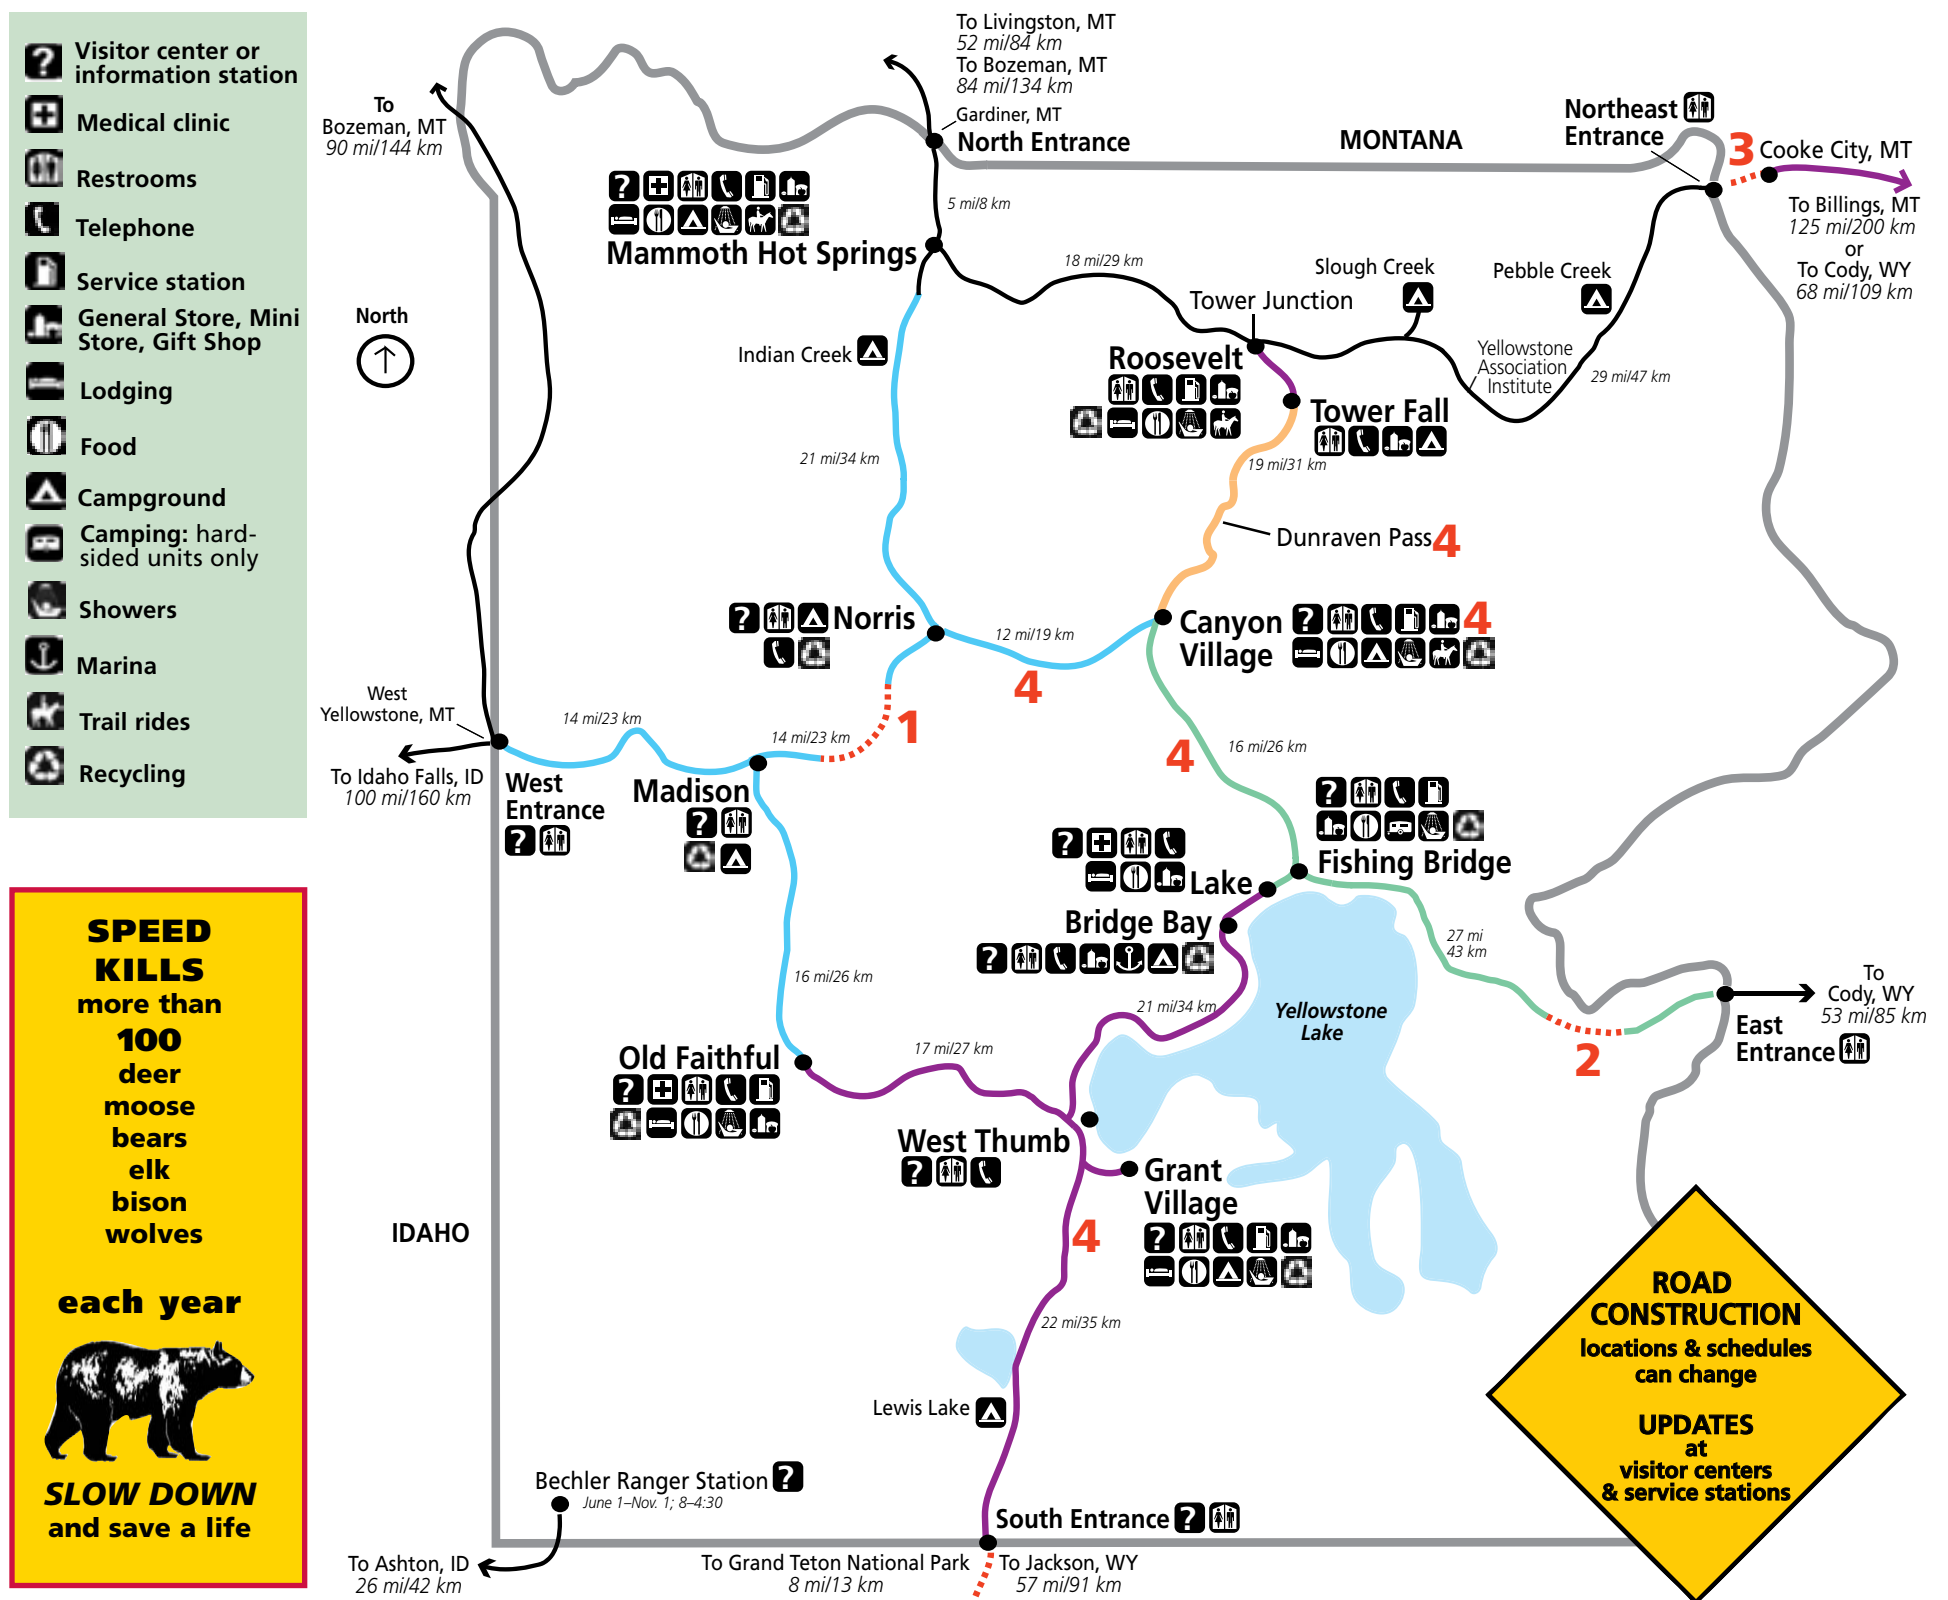 Visitor center or
information station
Medical clinic
Restrooms
Telephone
Service station
General Store, Mini
Store, Gift Shop
Lodging
Food
Campground
Camping: hard-
sided units only
Showers
Marina
Trail rides
Recycling
SPEED
KILLS
more than
100
deer
moose
bears
elk
bison
wolves
each year
SLOW DOWN
and save a life
To
Bozeman, MT
90 mi/144 km
North
To Livingston, MT
52 mi/84 km
To Bozeman, MT
84 mi/134 km
Gardiner, MT
North Entrance
MONTANA
Northeast
Entrance
3
Cooke City, MT
To Billings, MT
125 mi/200 km
or
To Cody, WY
68 mi/109 km
5 mi/8 km
Mammoth Hot Springs
18 mi/29 km
Slough Creek
Pebble Creek
Tower Junction
Indian Creek
Roosevelt
Yellowstone
Association
Institute
29 mi/47 km
Tower Fall
21 mi/34 km
19 mi/31 km
Dunraven Pass
4
Norris
12 mi/19 km
4
Canyon
Village
4
West
Yellowstone, MT
14 mi/23 km
14 mi/23 km
1
4
16 mi/26 km
To Idaho Falls, ID
100 mi/160 km
West
Entrance
Madison
Fishing Bridge
Lake
Bridge Bay
27 mi
43 km
16 mi/26 km
21 mi/34 km
Yellowstone
Lake
To
Cody, WY
53 mi/85 km
East
Entrance
2
Old Faithful
17 mi/27 km
West Thumb
Grant
Village
4
IDAHO
22 mi/35 km
Lewis Lake
Bechler Ranger Station
June 1–Nov. 1; 8–4:30
South Entrance
To Ashton, ID
26 mi/42 km
To Grand Teton National Park
8 mi/13 km
To Jackson, WY
57 mi/91 km
ROAD
CONSTRUCTION
locations & schedules
can change
UPDATES
at
visitor centers
& service stations